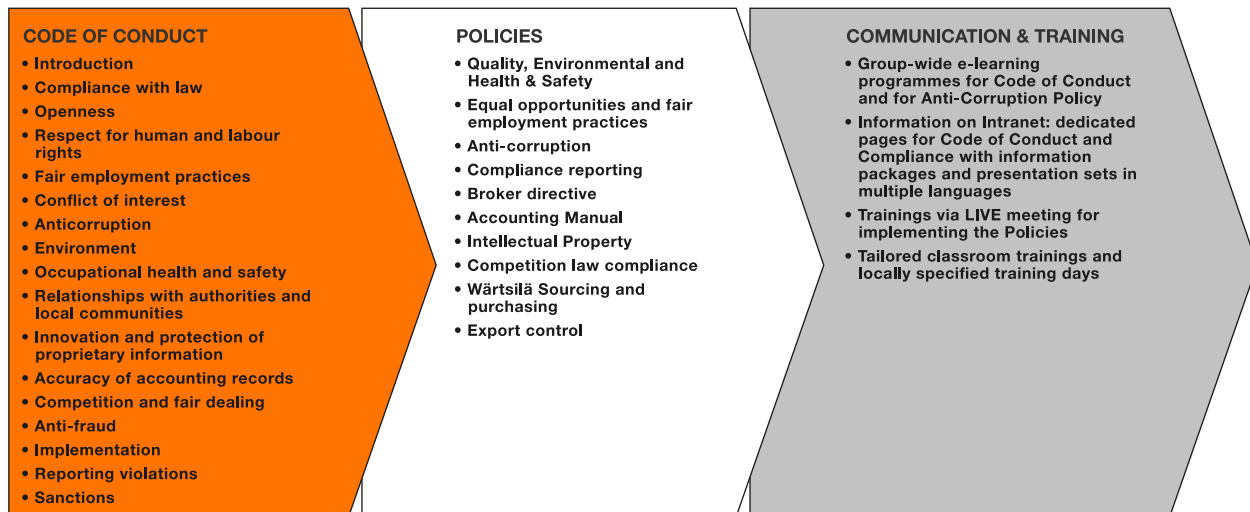 CODE OF CONDUCT
• Introduction
• Compliance with law
• Openness
• Respect for human and labour
rights
• Fair employment practices
• Conflict of interest
• Anticorruption
• Environment
• Occupational health and safety
• Relationships with authorities and
local communities
• Innovation and protection of
proprietary information
• Accuracy of accounting records
• Competition and fair dealing
• Anti-fraud
• Implementation
• Reporting violations
• Sanctions
POLICIES
• Quality, Environmental and
Health & Safety
• Equal opportunities and fair
employment practices
• Anti-corruption
• Compliance reporting
• Broker directive
• Accounting Manual
• Intellectual Property
• Competition law compliance
• Wärtsilä Sourcing and
purchasing
• Export control
COMMUNICATION & TRAINING
• Group-wide e-learning
programmes for Code of Conduct
and for Anti-Corruption Policy
• Information on Intranet: dedicated
pages for Code of Conduct and
Compliance with information
packages and presentation sets in
multiple languages
• Trainings via LIVE meeting for
implementing the Policies
• Tailored classroom trainings and
locally specified training days